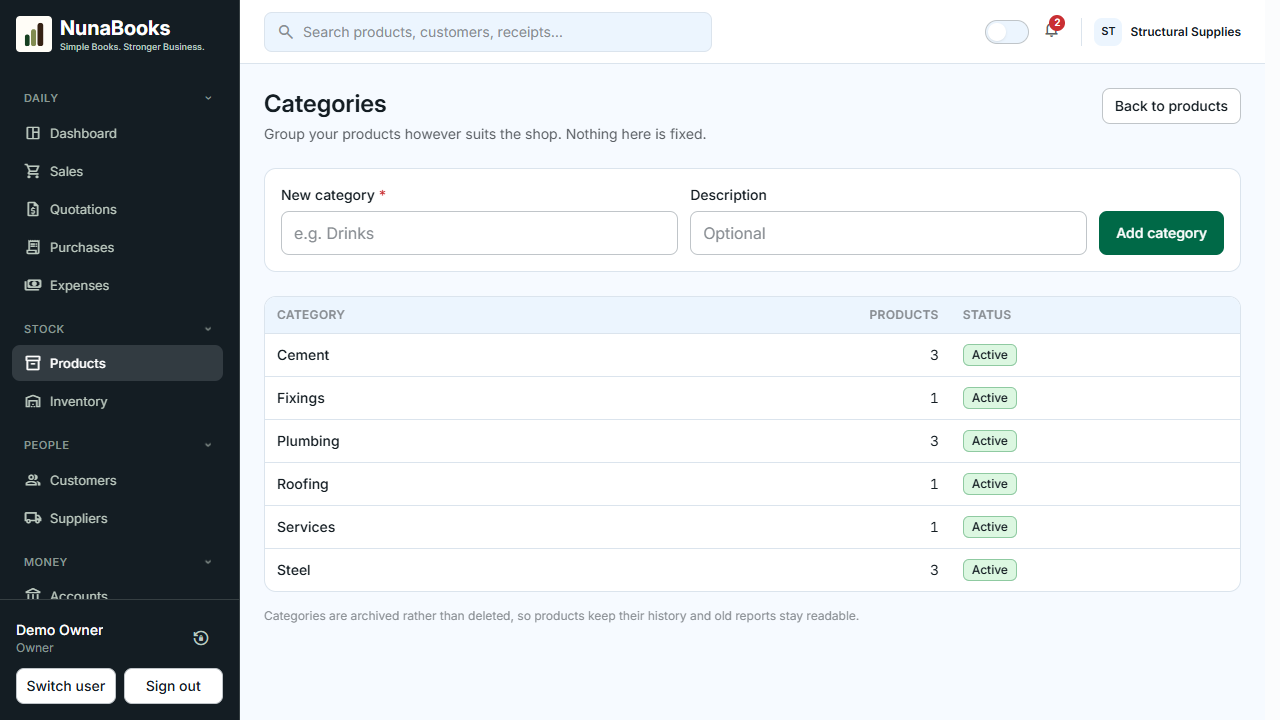 NunaBooks
Simple Books. Stronger Business.
DAILY
Dashboard
Sales
Quotations
Purchases
Expenses
STOCK
Products
Inventory
PEOPLE
Customers
Suppliers
MONEY
Accounts
Demo Owner
Owner
Switch user
Sign out
Search products, customers, receipts...
2
ST
Structural Supplies
Categories
Back to products
Group your products however suits the shop. Nothing here is fixed.
New category *
Description
e.g. Drinks
Optional
Add category
CATEGORY PRODUCTS STATUS
Cement 3 Active
Fixings 1 Active
Plumbing 3 Active
Roofing 1 Active
Services 1 Active
Steel 3 Active
Categories are archived rather than deleted, so products keep their history and old reports stay readable.